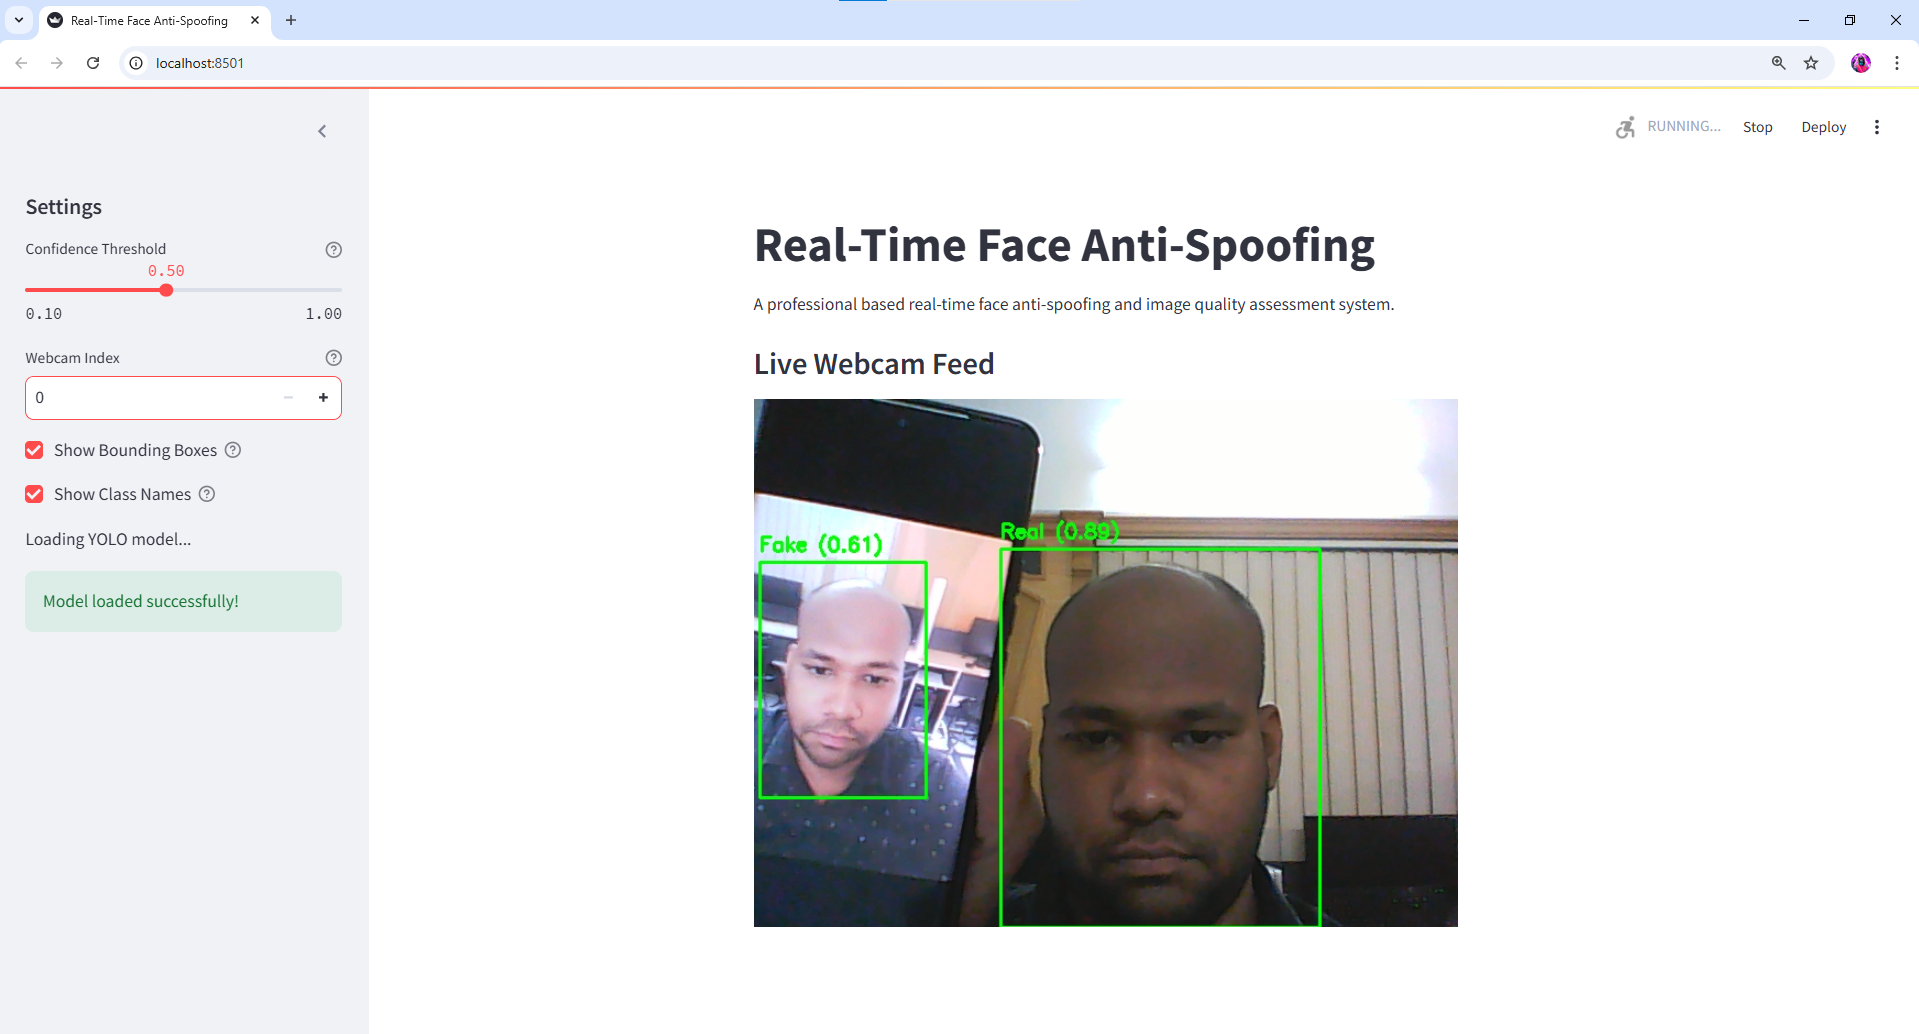 Real-Time Face Anti-Spoofing
localhost:8501
RUNNING...
Stop
Deploy
Settings
Confidence Threshold
0.50
0.10
1.00
Webcam Index
0
Show Bounding Boxes
Show Class Names
Loading YOLO model...
Model loaded successfully!
Real-Time Face Anti-Spoofing
A professional based real-time face anti-spoofing and image quality assessment system.
Live Webcam Feed
Fake (0.61)
Real (0.89)